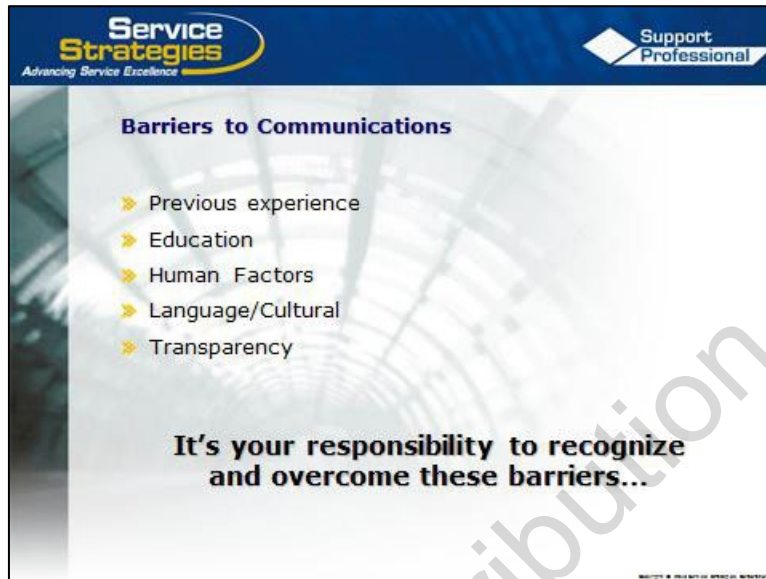 Service
Strategies
Advancing Service Excellence
Support
Professional
Barriers to Communications
Previous experience
Education
Human Factors
Language/Cultural
Transparency
It's your responsibility to recognize
and overcome these barriers...